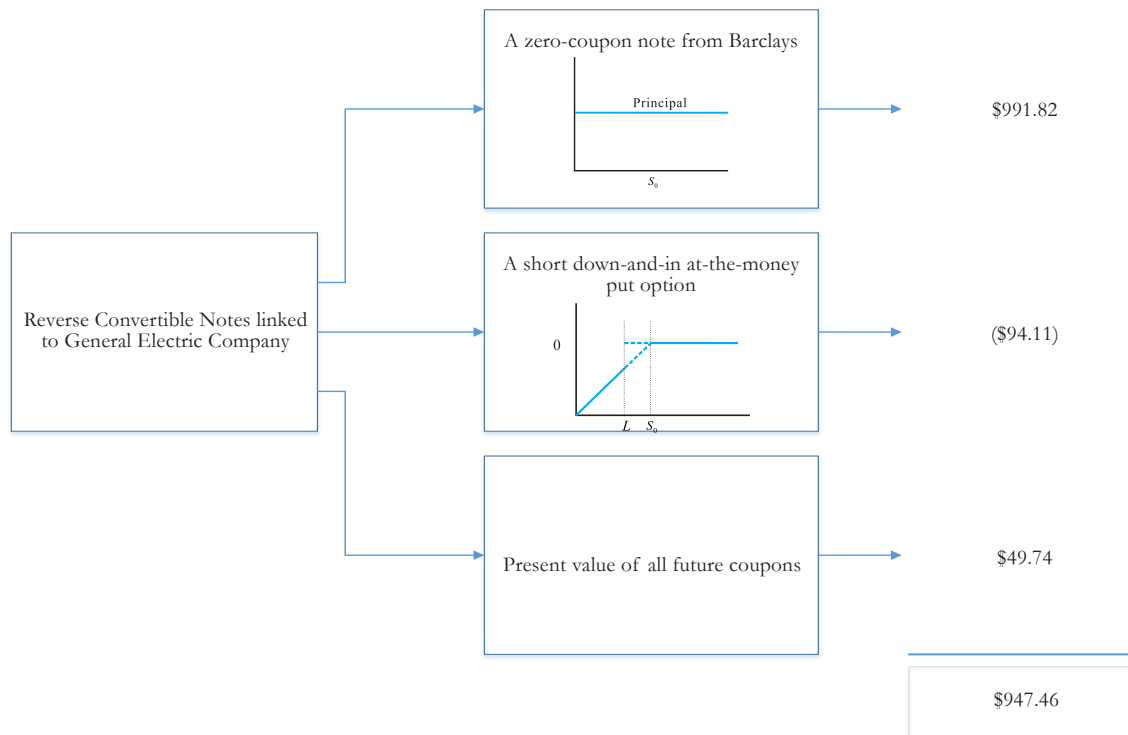 A zero-coupon note from Barclays
Principal
S₀
$991.82
Reverse Convertible Notes linked
to General Electric Company
A short down-and-in at-the-money
put option
0
L S₀
($94.11)
Present value of all future coupons
$49.74
$947.46